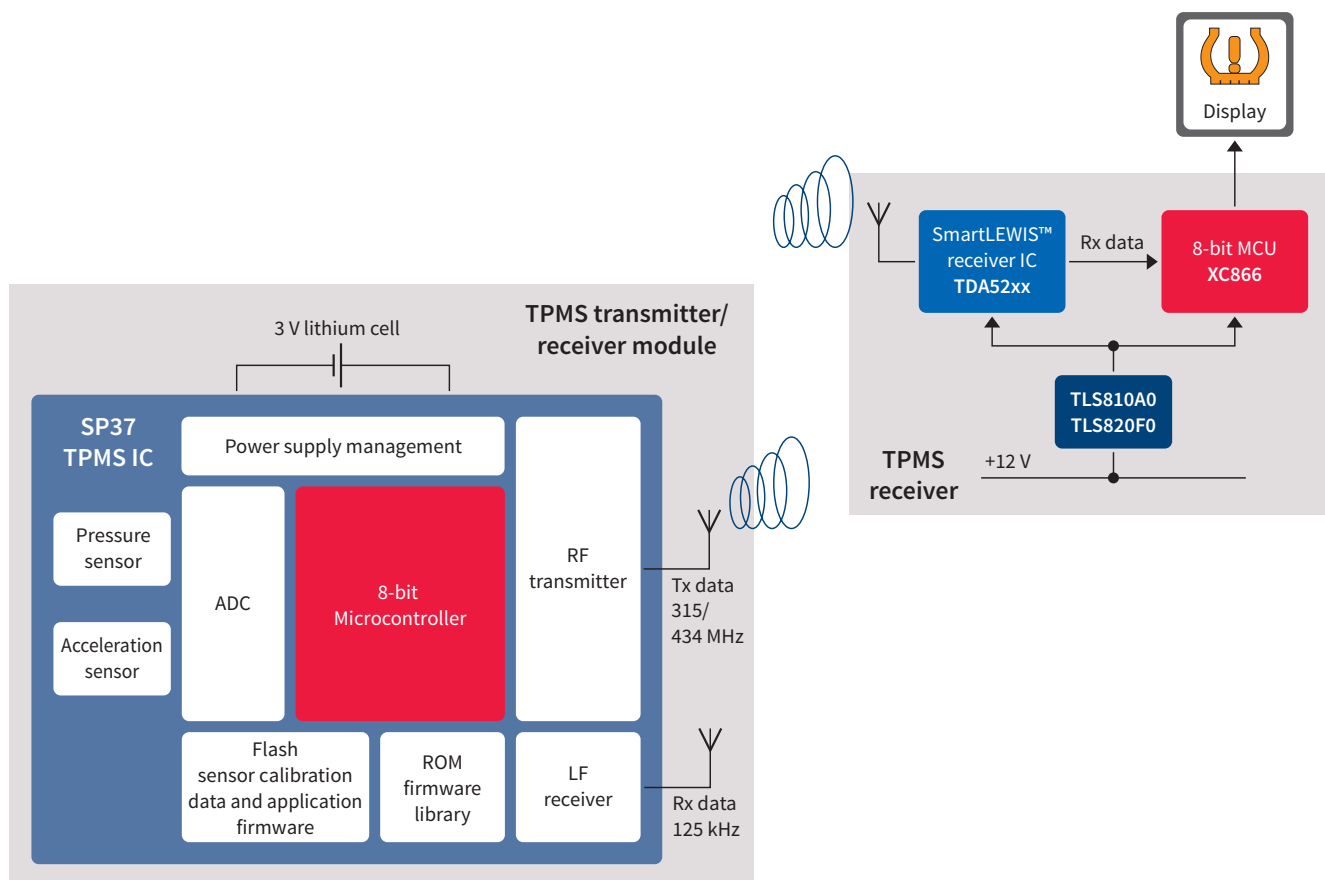 Display
SmartLEWIS™
receiver IC
TDA52xx
Rx data
8-bit MCU
XC866
TLS810A0
TLS820F0
TPMS
receiver
+12 V
TPMS transmitter/
receiver module
3 V lithium cell
SP37
TPMS IC
Power supply management
Pressure
sensor
Acceleration
sensor
ADC
8-bit
Microcontroller
RF
transmitter
Tx data
315/
434 MHz
Flash
sensor calibration
data and application
firmware
ROM
firmware
library
LF
receiver
Rx data
125 kHz